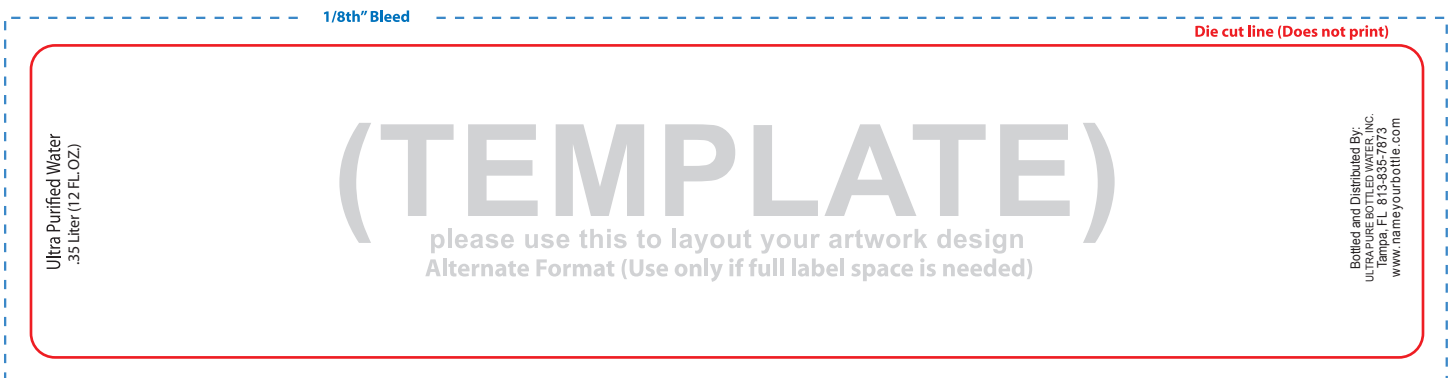 1/8th” Bleed
Die cut line (Does not print)
Ultra Purified Water
.35 Liter (12 FL.OZ.)
(TEMPLATE)
please use this to layout your artwork design
Alternate Format (Use only if full label space is needed)
Bottled and Distributed By:
ULTRA PURE BOTTLED WATER, INC.
Tampa, FL 813-835-7873
www.nameyourbottle.com